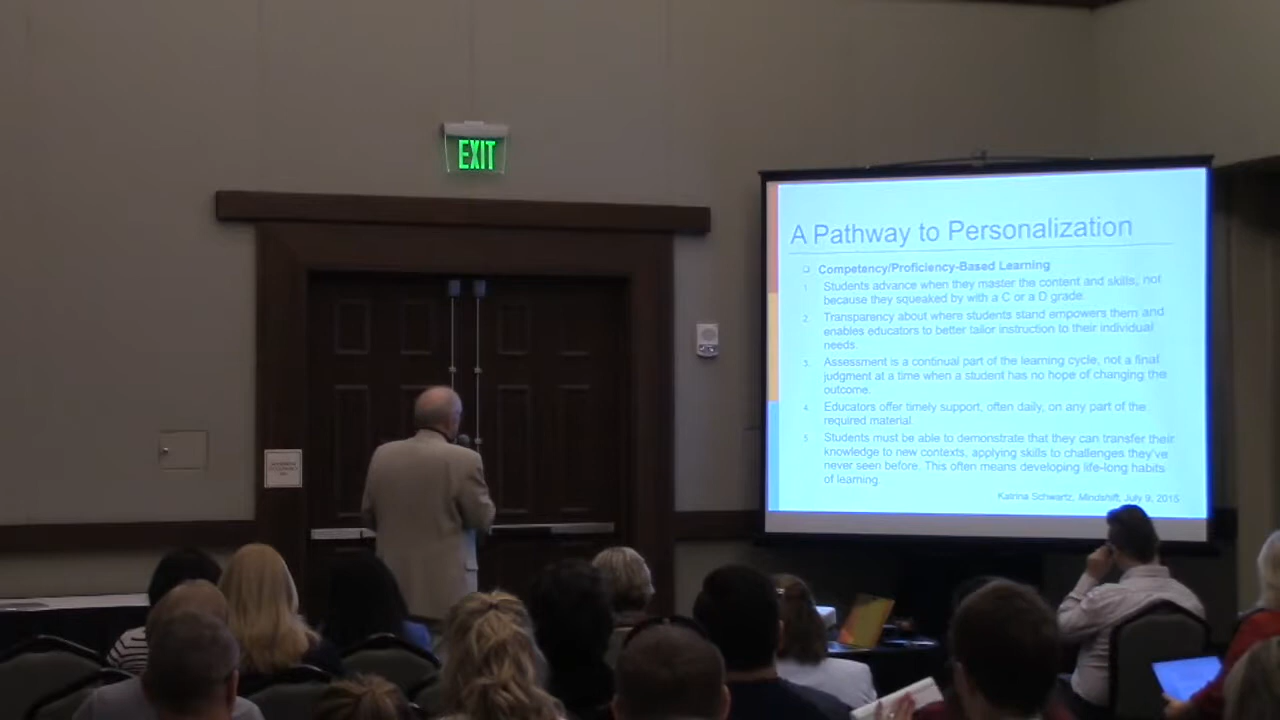 EXIT
A Pathway to Personalization
Competency/Proficiency-Based Learning
1. Students advance when they master the content and skills, not
because they squeaked by with a C or a D grade.
2. Transparency about where students stand empowers them and
enables educators to better tailor instruction to their individual
needs.
3. Assessment is a continual part of the learning cycle, not a final
judgment at a time when a student has no hope of changing the
outcome.
4. Educators offer timely support, often daily, on any part of the
required material
5. Students must be able to demonstrate that they can transfer their
knowledge to new contexts, applying skills to challenges they've
never seen before. This often means developing life-long habits
of learning.
Katrina Schwartz, Mindshift, July 9, 2015